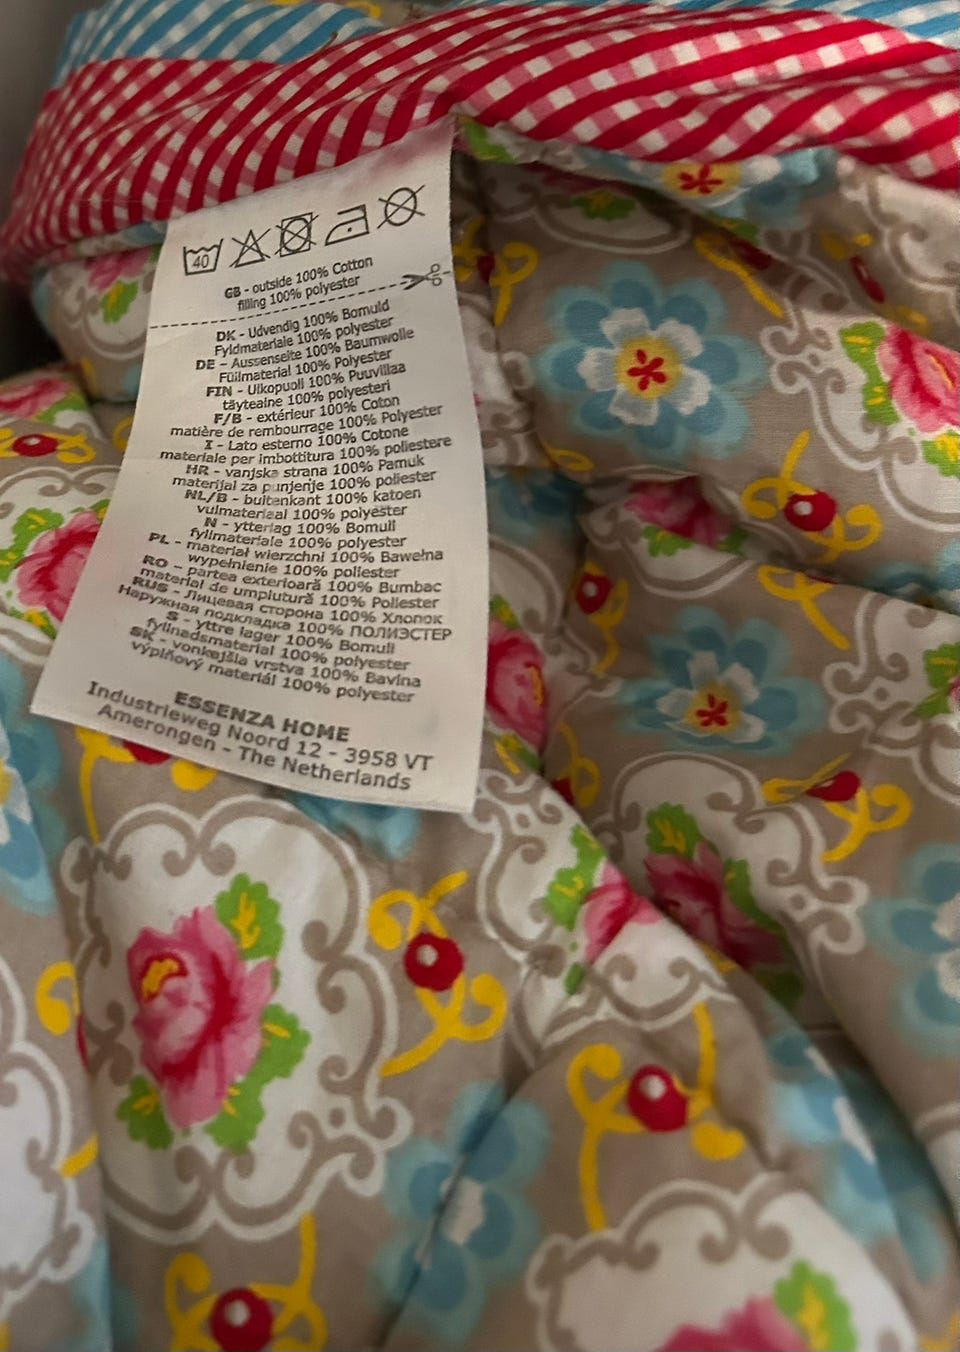 40
GB - outside 100% Cotton
filling 100% polyester
DK - Udvendig 100% Bomuld
Fyldmateriale 100% polyester
DE - Aussenseite 100% Baumwolle
Füllmaterial 100% Polyester
FIN - Ulkopuoli 100% Puuvillaa
täytealne 100% polyesteri
F/B - extérieur 100% Coton
matière de rembourrage 100% Polyester
I - Lato esterno 100% Cotone
materiale per imbottitura 100% poliestere
HR - vanjska strana 100% Pamuk
materijal za punjenje 100% poliester
NL/B - buitenkant 100% katoen
vulmateriaal 100% polyester
N - ytterlag 100% Bomull
fyllmateriale 100% polyester
PL - materiał wierzchni 100% Bawełna
wypełnienie 100% poliester
RO - partea exterioară 100% Bumbac
material de umplutură 100% Poliester
RUS - Лицевая сторона 100% Хлопок
Наружная подкладка 100% ПОЛИЭСТЕР
S - yttre lager 100% Bomull
fyllnadsmaterial 100% polyester
SK - vonkejšia vrstva 100% Bavlna
výplňový materiál 100% polyester
ESSENZA HOME
Industrieweg Noord 12 - 3958 VT
Amerongen - The Netherlands